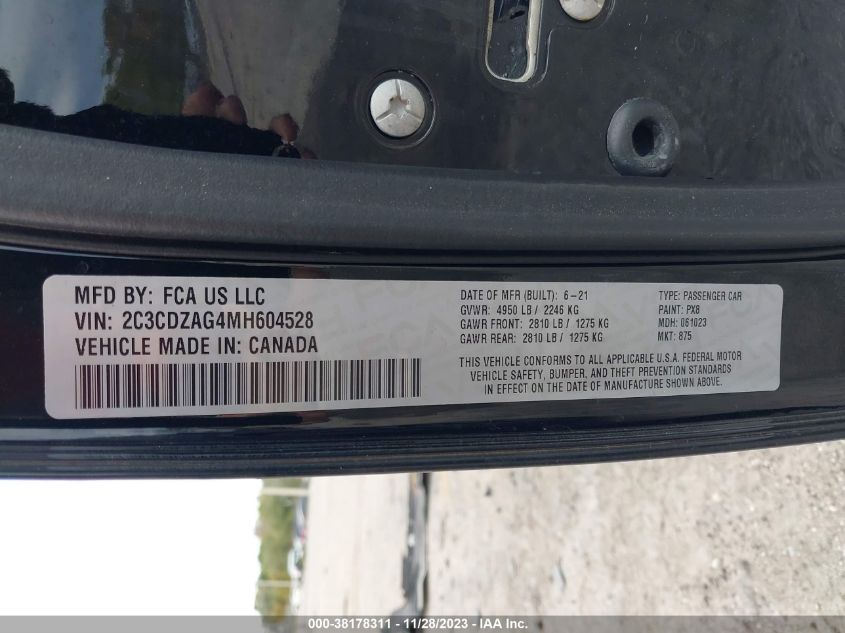 MFD BY: FCA US LLC
VIN: 2C3CDZAG4MH604528
VEHICLE MADE IN: CANADA
DATE OF MFR (BUILT): 6-21
GVWR: 4950 LB / 2246 KG
GAWR FRONT: 2810 LB / 1275 KG
GAWR REAR: 2810 LB / 1275 KG
TYPE: PASSENGER CAR
PAINT: PX8
MDH: 061023
MKT: 875
THIS VEHICLE CONFORMS TO ALL APPLICABLE U.S.A. FEDERAL MOTOR
VEHICLE SAFETY, BUMPER, AND THEFT PREVENTION STANDARDS
IN EFFECT ON THE DATE OF MANUFACTURE SHOWN ABOVE.
000-38178311 - 11/28/2023 - IAA Inc.